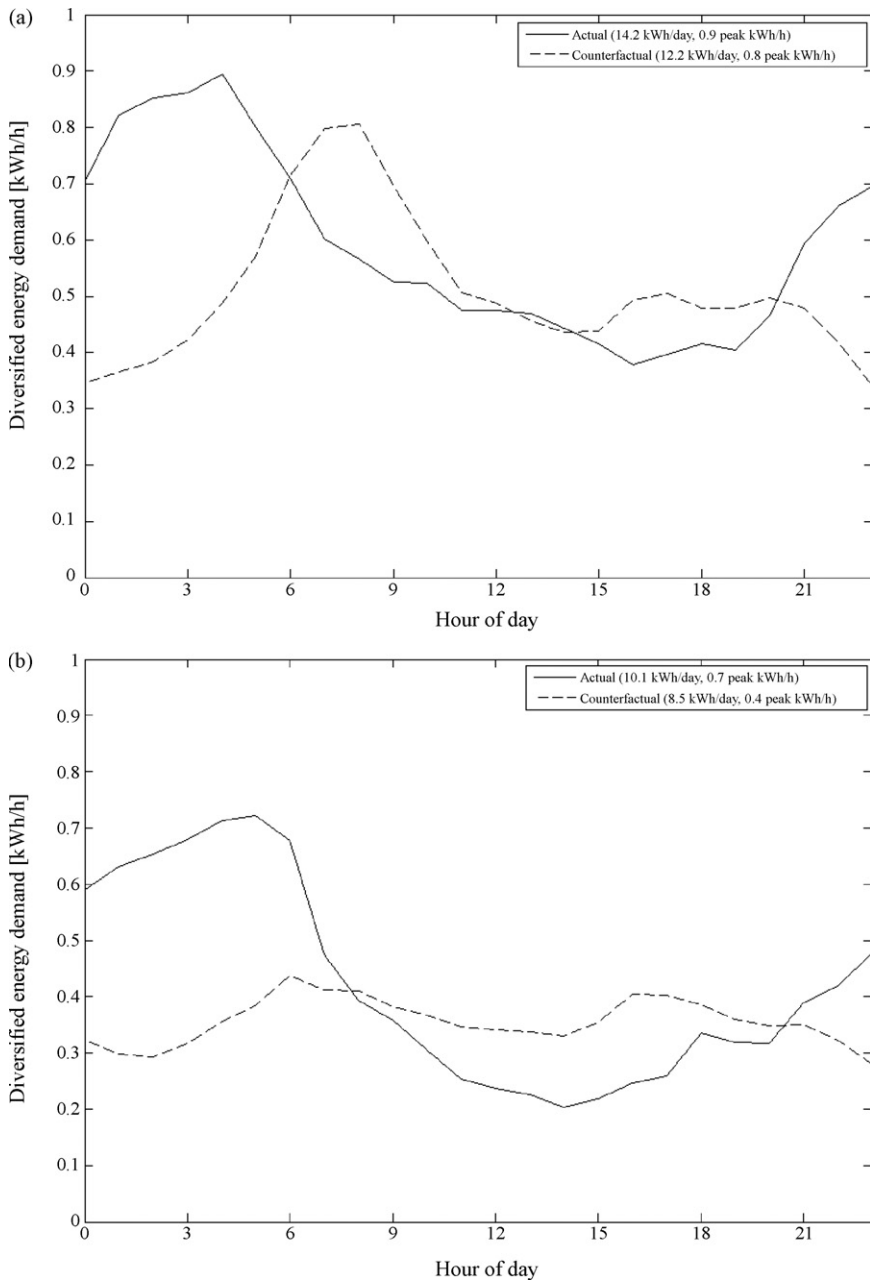 (a)
1
Actual (14.2 kWh/day, 0.9 peak kWh/h)
Counterfactual (12.2 kWh/day, 0.8 peak kWh/h)
0.9
0.8
0.7
0.6
0.5
0.4
0.3
0.2
0.1
0
Diversified energy demand [kWh/h]
0 3 6 9 12 15 18 21
Hour of day
(b)
1
Actual (10.1 kWh/day, 0.7 peak kWh/h)
Counterfactual (8.5 kWh/day, 0.4 peak kWh/h)
0.9
0.8
0.7
0.6
0.5
0.4
0.3
0.2
0.1
0
Diversified energy demand [kWh/h]
0 3 6 9 12 15 18 21
Hour of day